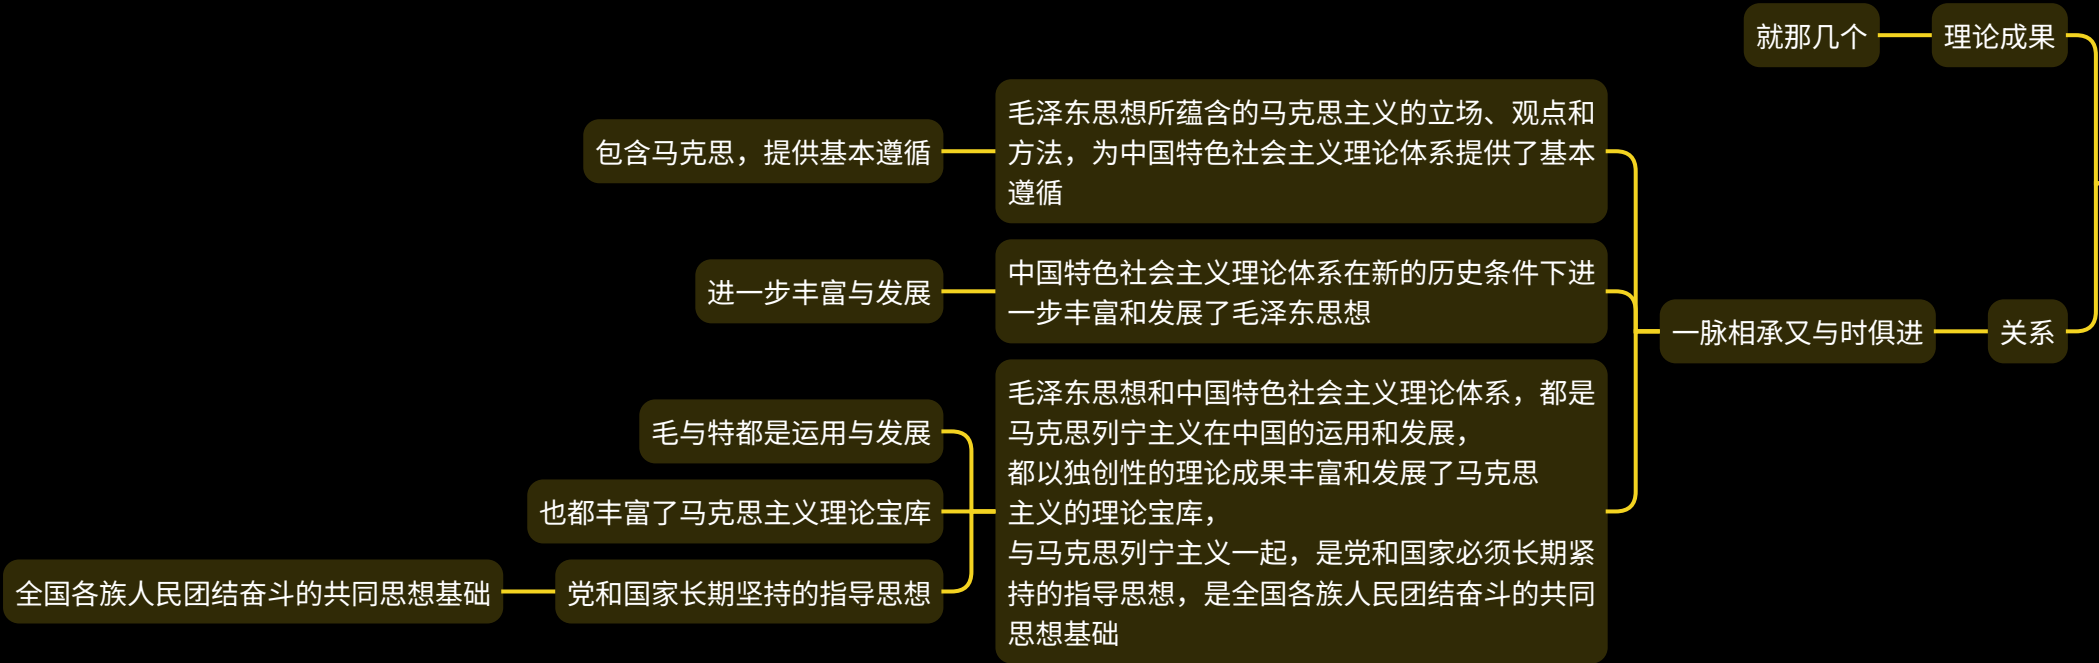 就那几个
理论成果
包含马克思，提供基本遵循
毛泽东思想所蕴含的马克思主义的立场、观点和
方法，为中国特色社会主义理论体系提供了基本
遵循
进一步丰富与发展
中国特色社会主义理论体系在新的历史条件下进
一步丰富和发展了毛泽东思想
一脉相承又与时俱进
关系
毛与特都是运用与发展
也都丰富了马克思主义理论宝库
全国各族人民团结奋斗的共同思想基础
党和国家长期坚持的指导思想
毛泽东思想和中国特色社会主义理论体系，都是
马克思列宁主义在中国的运用和发展，
都以独创性的理论成果丰富和发展了马克思
主义的理论宝库，
与马克思列宁主义一起，是党和国家必须长期紧
持的指导思想，是全国各族人民团结奋斗的共同
思想基础